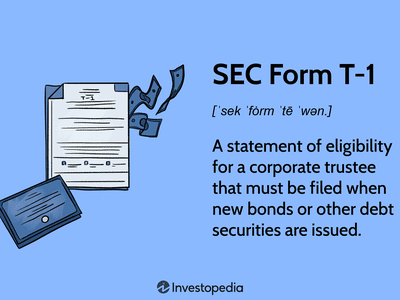 T-1
SEC Form T-1
[ˈsek ˈfȯrm ˈtē ˈwən.]
A statement of eligibility
for a corporate trustee
that must be filed when
new bonds or other debt
securities are issued.
Investopedia